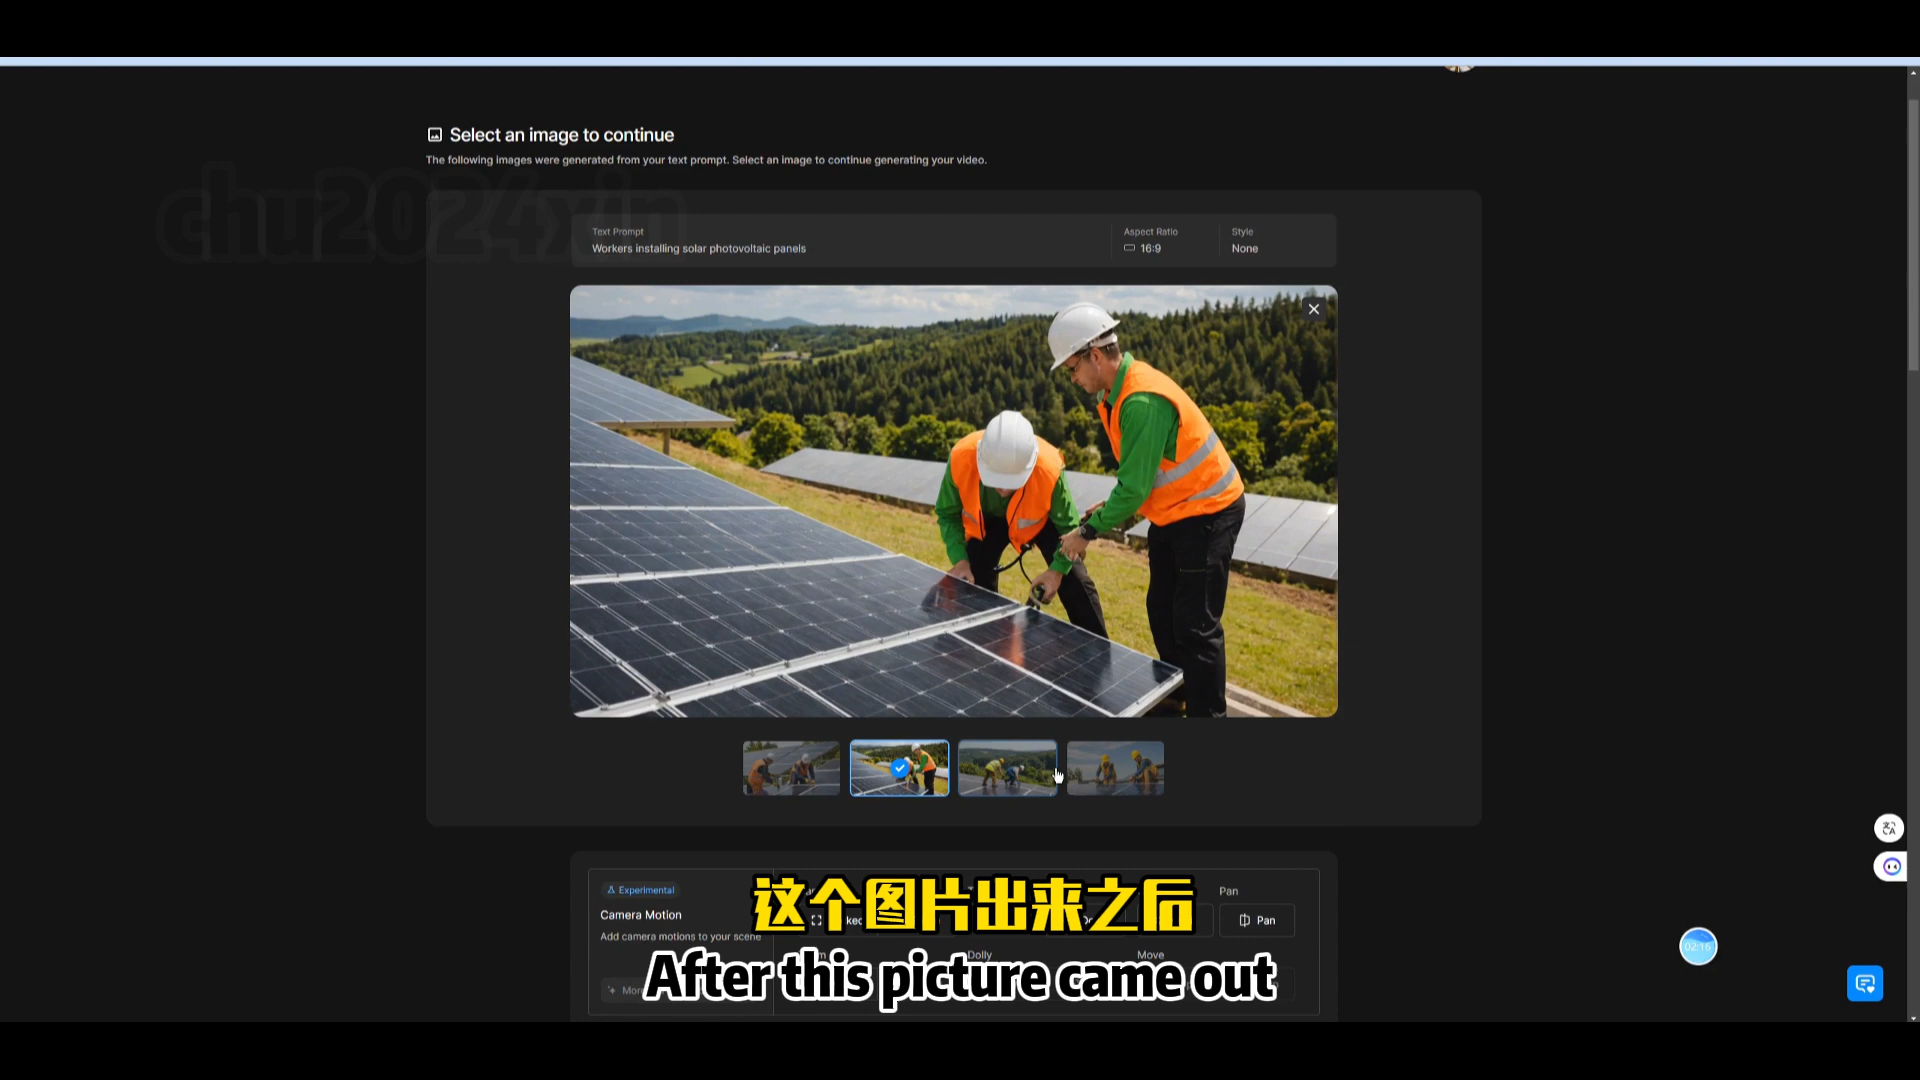 Select an image to continue
The following images were generated from your text prompt. Select an image to continue generating your video.
chu2024xin
Text Prompt
Workers installing solar photovoltaic panels
Aspect Ratio
16:9
Style
None
Experimental
Camera Motion
Add camera motions to your scene
Pan
Pan
Dolly
Move
这个图片出来之后
After this picture came out
02:16